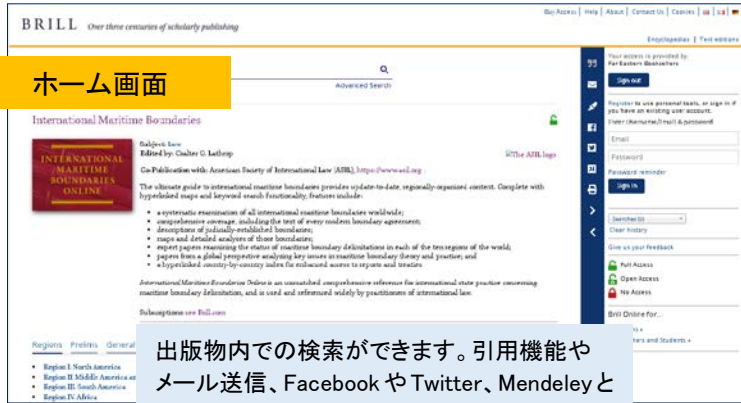 Buy Access | Help | About | Contact Us | Cookies
BRILL Over three centuries of scholarly publishing
Encyclopedias | Text editions
ホーム画面
Advanced Search
International Maritime Boundaries
INTERNATIONAL
MARITIME
BOUNDARIES
ONLINE
Subject: Law
Edited by: Coalter G. Lathrop
The ASIL logo
Co-Publication with: American Society of International Law (ASIL), https://www.asil.org
The ultimate guide to international maritime boundaries provides up-to-date, regionally-organised content. Complete with
hyperlinked maps and keyword search functionality, features include:
• a systematic examination of all international maritime boundaries worldwide;
• comprehensive coverage, including the text of every modern boundary agreement;
• descriptions of judicially-established boundaries;
• maps and detailed analyses of those boundaries;
• expert papers examining the status of maritime boundary delimitations in each of the ten regions of the world;
• papers from a global perspective analysing key issues in maritime boundary theory and practice; and
• a hyperlinked country-by-country index for enhanced access to reports and treaties
International Maritime Boundaries Online is an unmatched comprehensive reference for international state practice concerning
maritime boundary delimitation, and is used and referenced widely by practitioners of international law.
Subscriptions: see Brill.com
Regions Prelims General
• Region I: North America
• Region II: Middle America
• Region III: South America
• Region IV: Africa
Your access is provided by:
Far Eastern Booksellers
Sign out
Register to use personal tools, or sign in if
you have an existing user account.
Enter Username/Email & password
Email
Password
Password reminder
Sign in
Searches
Clear history
Give us your feedback
Full Access
Open Access
No Access
Brill Online for...
and Students »
出版物内での検索ができます。引用機能や
メール送信、Facebook や Twitter、Mendeley と